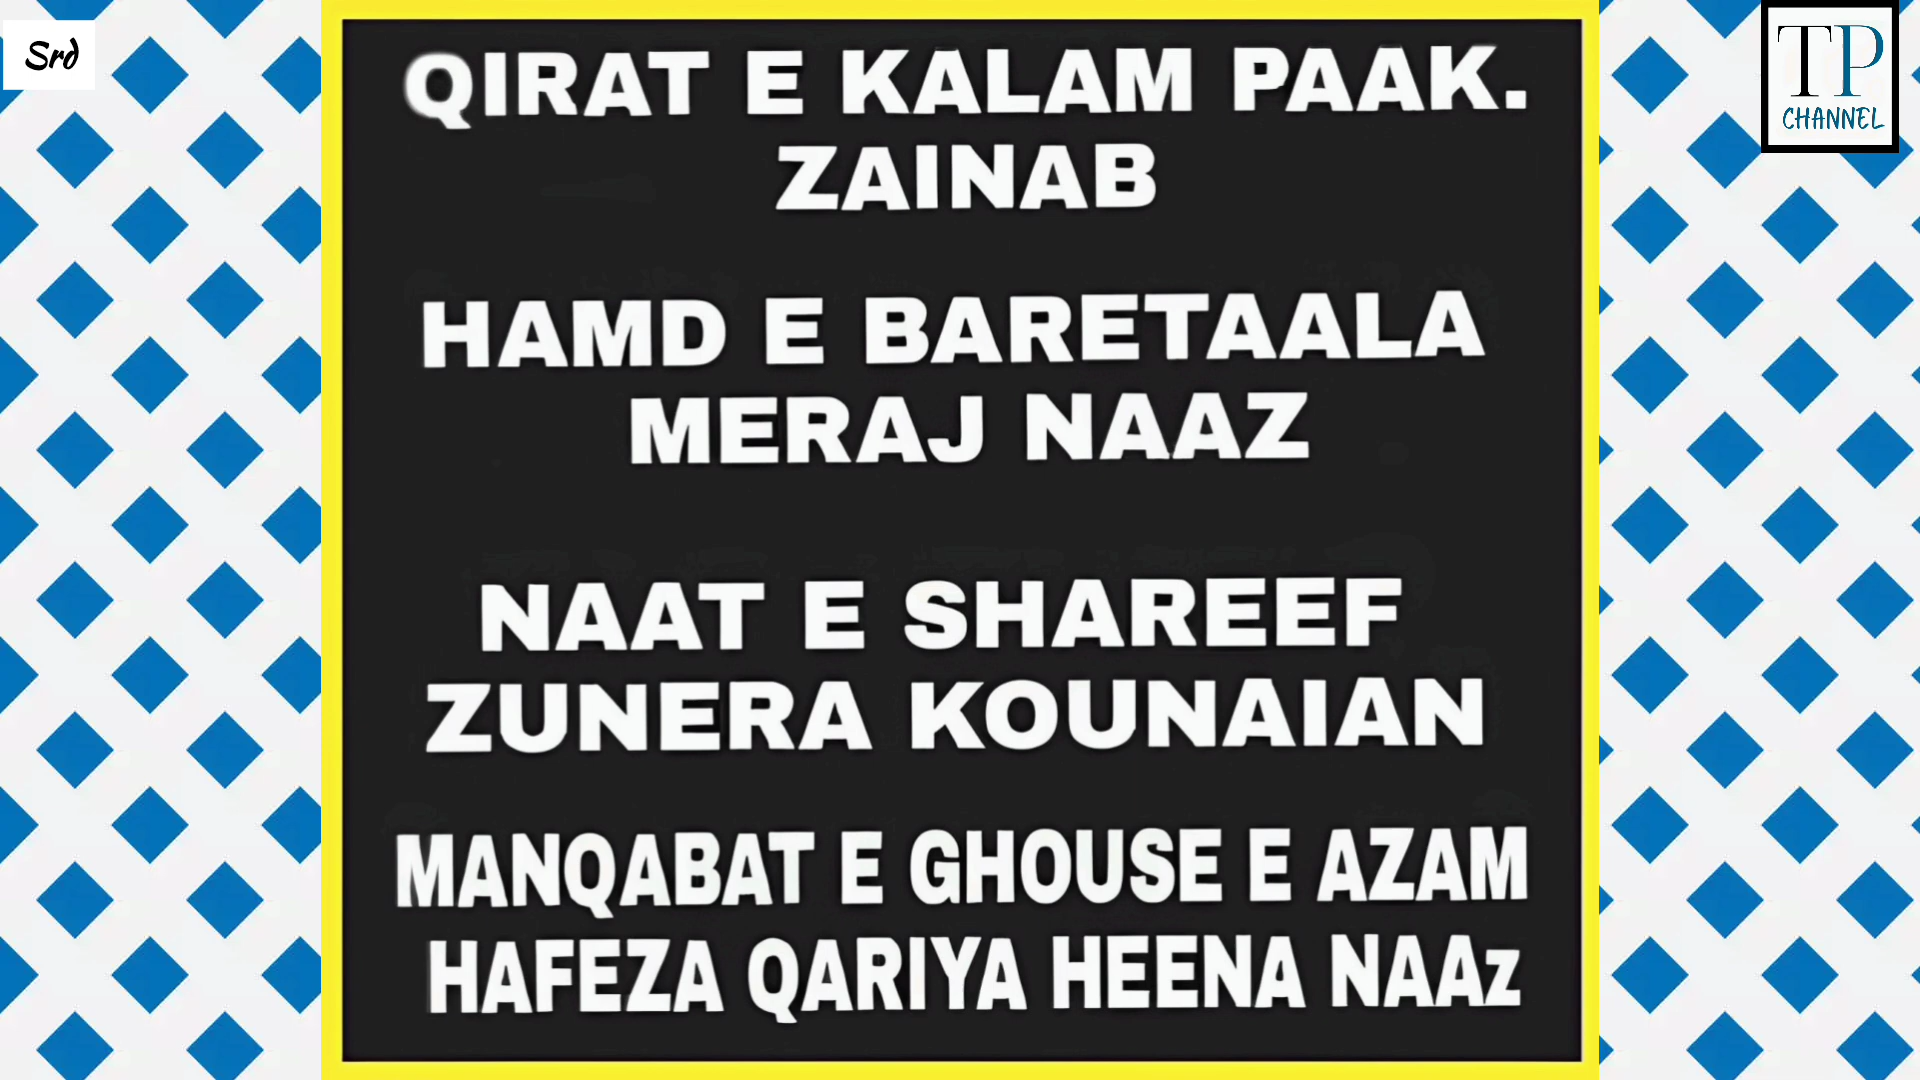 Srd
TP
CHANNEL
QIRAT E KALAM PAAK.
ZAINAB
HAMD E BARETAALA
MERAJ NAAZ
NAAT E SHAREEF
ZUNERA KOUNAIAN
MANQABAT E GHOUSE E AZAM
HAFEZA QARIYA HEENA NAAz